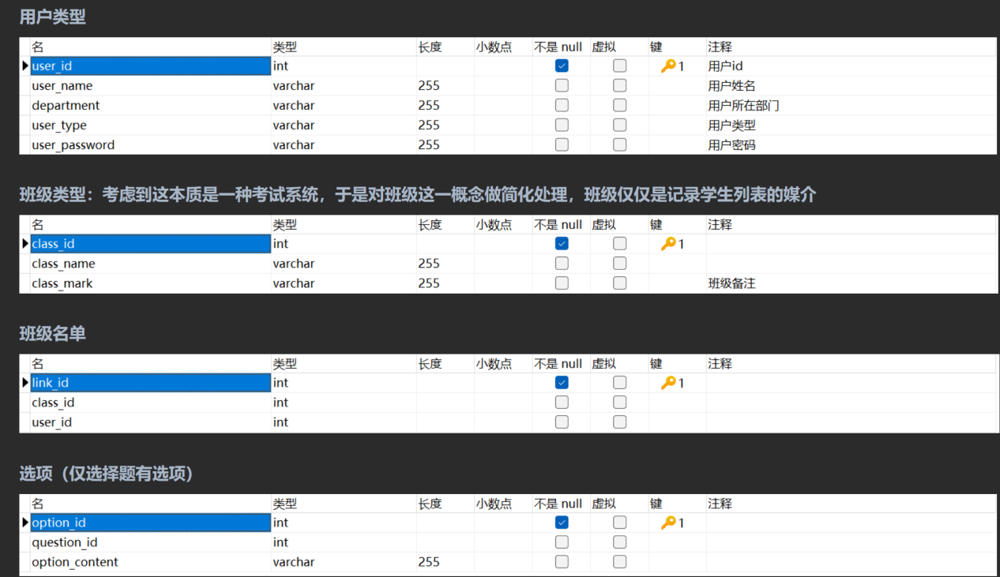 用户类型
名 类型 长度 小数点 不是 null 虚拟 键 注释
user_id int 1 用户id
user_name varchar 255 用户姓名
department varchar 255 用户所在部门
user_type varchar 255 用户类型
user_password varchar 255 用户密码
班级类型：考虑到这本质是一种考试系统，于是对班级这一概念做简化处理，班级仅仅是记录学生列表的媒介
名 类型 长度 小数点 不是 null 虚拟 键 注释
class_id int 1
class_name varchar 255
class_mark varchar 255 班级备注
班级名单
名 类型 长度 小数点 不是 null 虚拟 键 注释
link_id int 1
class_id int
user_id int
选项（仅选择题有选项）
名 类型 长度 小数点 不是 null 虚拟 键 注释
option_id int 1
question_id int
option_content varchar 255